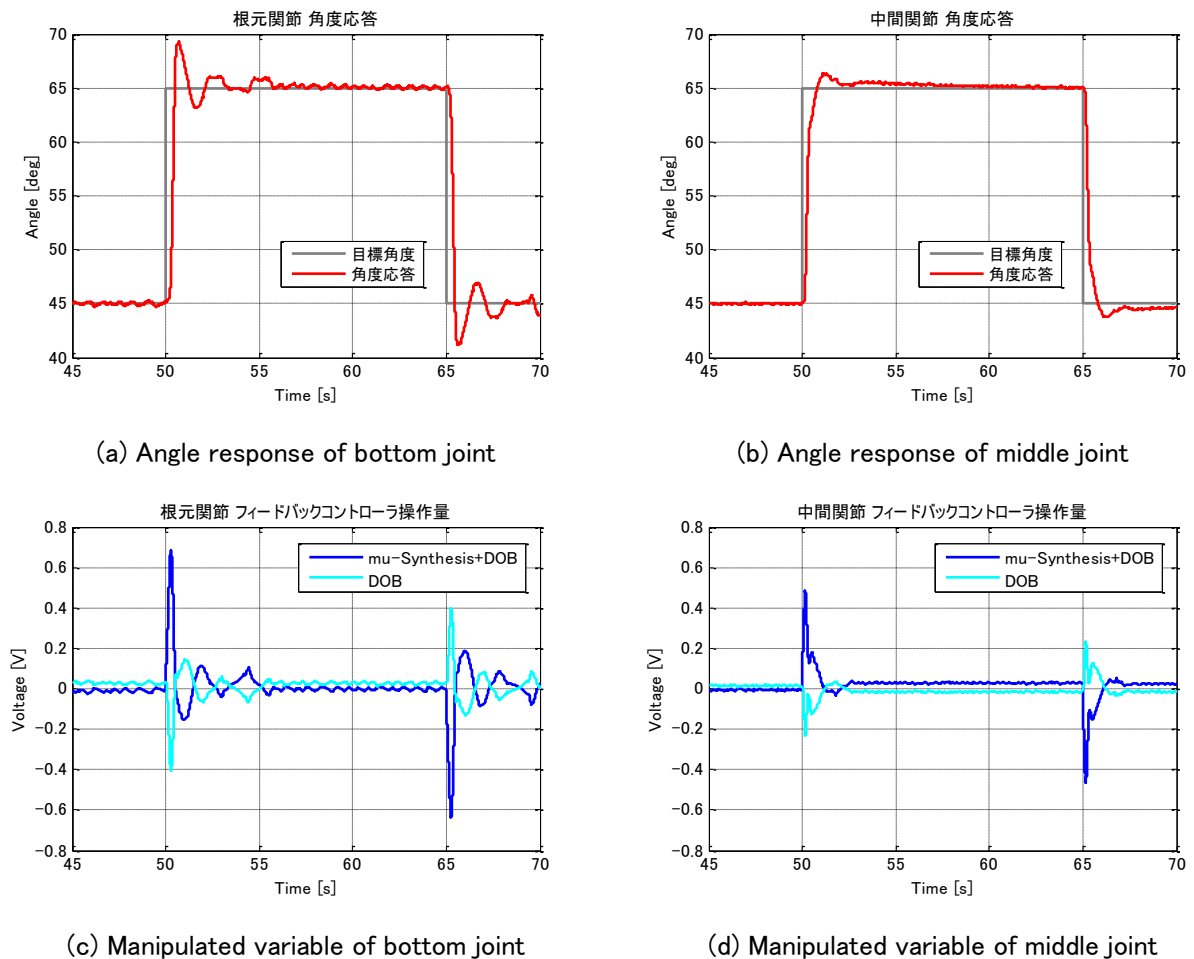 根元関節 角度応答
70
65
60
55
50
45
40
Angle [deg]
目標角度
角度応答
45 50 55 60 65 70
Time [s]
(a) Angle response of bottom joint
中間関節 角度応答
70
65
60
55
50
45
40
Angle [deg]
目標角度
角度応答
45 50 55 60 65 70
Time [s]
(b) Angle response of middle joint
根元関節 フィードバックコントローラ操作量
0.8
0.6
0.4
0.2
0
-0.2
-0.4
-0.6
-0.8
Voltage [V]
mu-Synthesis+DOB
DOB
45 50 55 60 65 70
Time [s]
(c) Manipulated variable of bottom joint
中間関節 フィードバックコントローラ操作量
0.8
0.6
0.4
0.2
0
-0.2
-0.4
-0.6
-0.8
Voltage [V]
mu-Synthesis+DOB
DOB
45 50 55 60 65 70
Time [s]
(d) Manipulated variable of middle joint